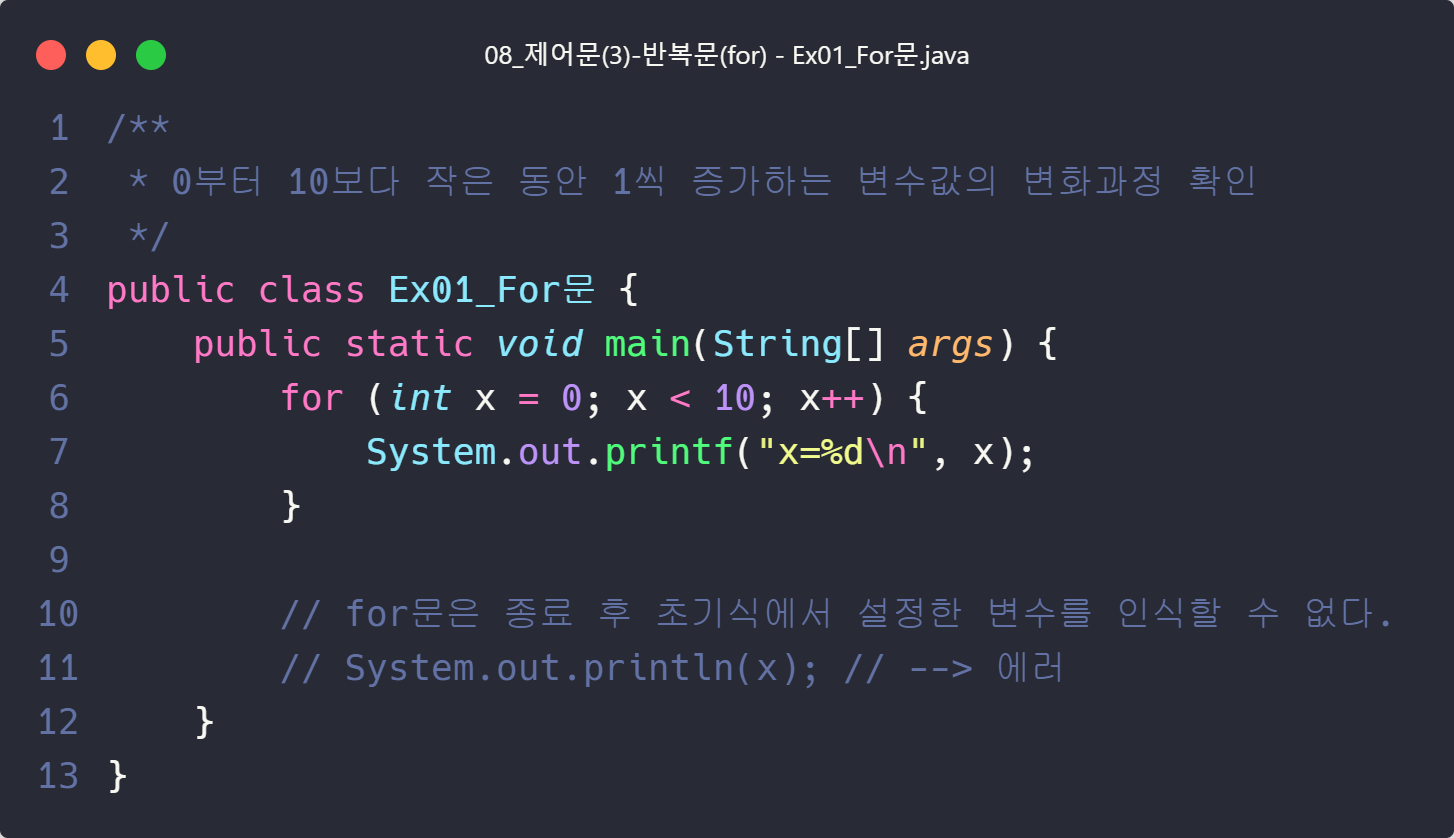 08_제어문(3)-반복문(for) - Ex01_For문.java
1 /**
2  * 0부터 10보다 작은 동안 1씩 증가하는 변수값의 변화과정 확인
3  */
4 public class Ex01_For문 {
5     public static void main(String[] args) {
6         for (int x = 0; x < 10; x++) {
7             System.out.printf("x=%d\n", x);
8         }
9
10         // for문은 종료 후 초기식에서 설정한 변수를 인식할 수 없다.
11         // System.out.println(x); // --> 에러
12     }
13 }